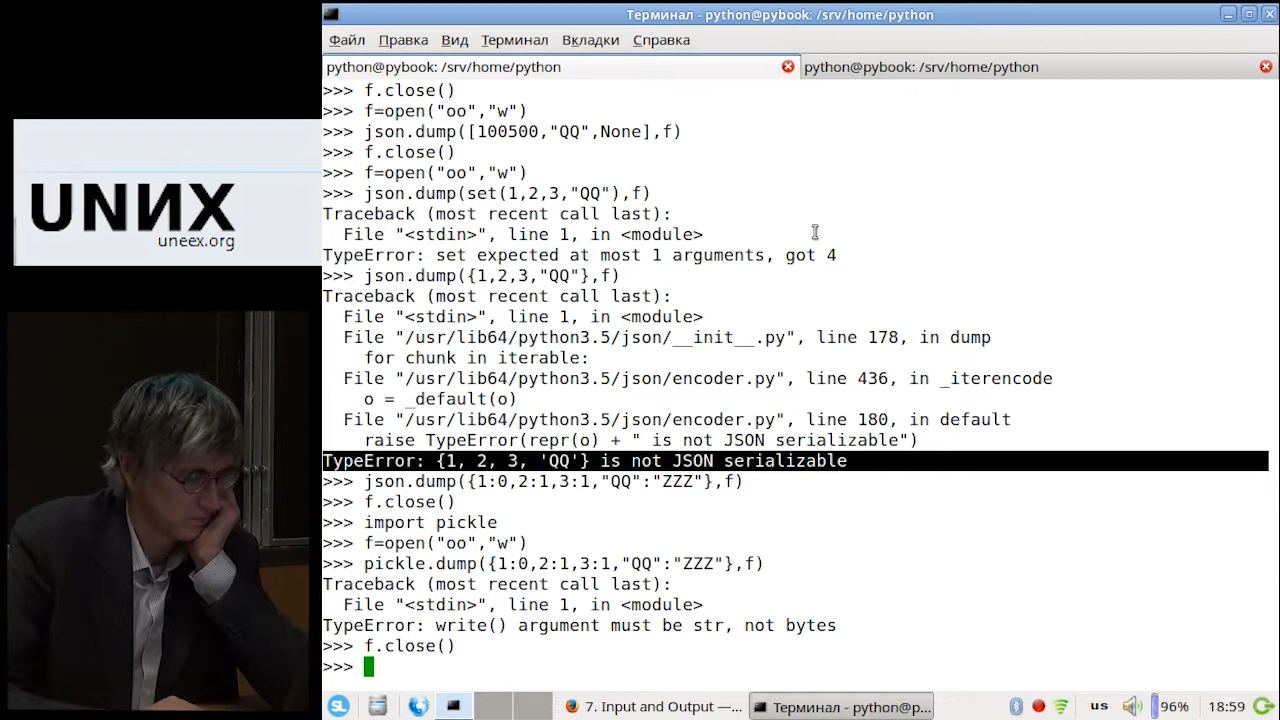 UNИX
uneex.org
Терминал - python@pybook: /srv/home/python
Файл Правка Вид Терминал Вкладки Справка
python@pybook: /srv/home/python python@pybook: /srv/home/python
>>> f.close()
>>> f=open("oo","w")
>>> json.dump([100500,"QQ",None],f)
>>> f.close()
>>> f=open("oo","w")
>>> json.dump(set(1,2,3,"QQ"),f)
Traceback (most recent call last):
  File "<stdin>", line 1, in <module>
TypeError: set expected at most 1 arguments, got 4
>>> json.dump({1,2,3,"QQ"},f)
Traceback (most recent call last):
  File "<stdin>", line 1, in <module>
  File "/usr/lib64/python3.5/json/__init__.py", line 178, in dump
    for chunk in iterable:
  File "/usr/lib64/python3.5/json/encoder.py", line 436, in _iterencode
    o = _default(o)
  File "/usr/lib64/python3.5/json/encoder.py", line 180, in default
    raise TypeError(repr(o) + " is not JSON serializable")
TypeError: {1, 2, 3, 'QQ'} is not JSON serializable
>>> json.dump({1:0,2:1,3:1,"QQ":"ZZZ"},f)
>>> f.close()
>>> import pickle
>>> f=open("oo","w")
>>> pickle.dump({1:0,2:1,3:1,"QQ":"ZZZ"},f)
Traceback (most recent call last):
  File "<stdin>", line 1, in <module>
TypeError: write() argument must be str, not bytes
>>> f.close()
>>>
SL 7. Input and Output —... Терминал - python@p... us 96% 18:59